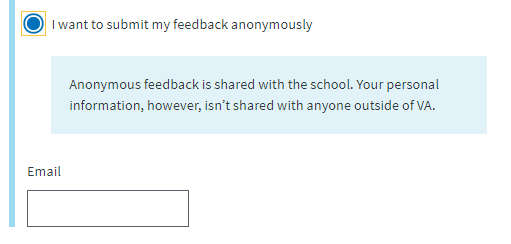 I want to submit my feedback anonymously
Anonymous feedback is shared with the school. Your personal
information, however, isn't shared with anyone outside of VA.
Email